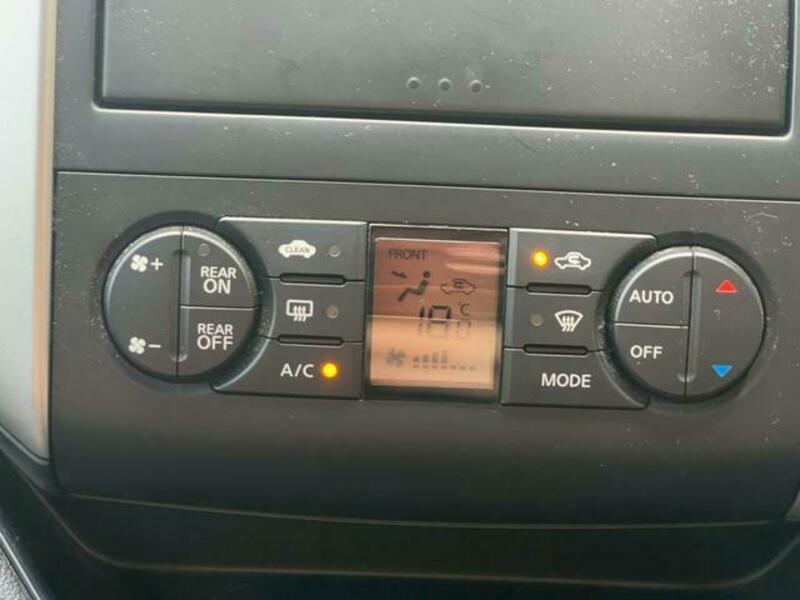 CLEAN
REAR
ON
REAR
OFF
A/C
FRONT
18.0°C
AUTO
OFF
MODE